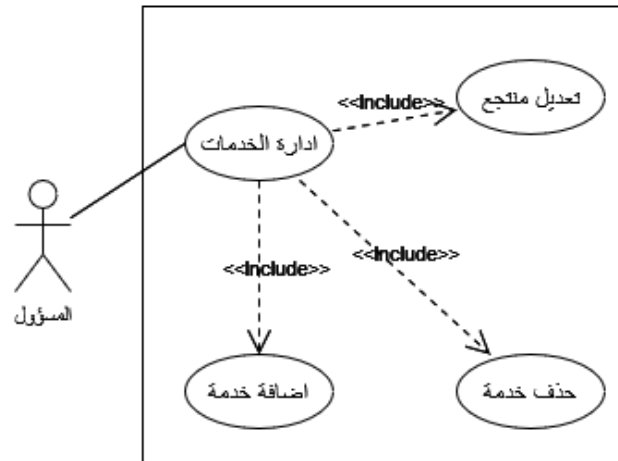 تعديل منتجع
<<Include>>
ادارة الخدمات
<<Include>>
<<Include>>
المسؤول
اضافة خدمة
حذف خدمة